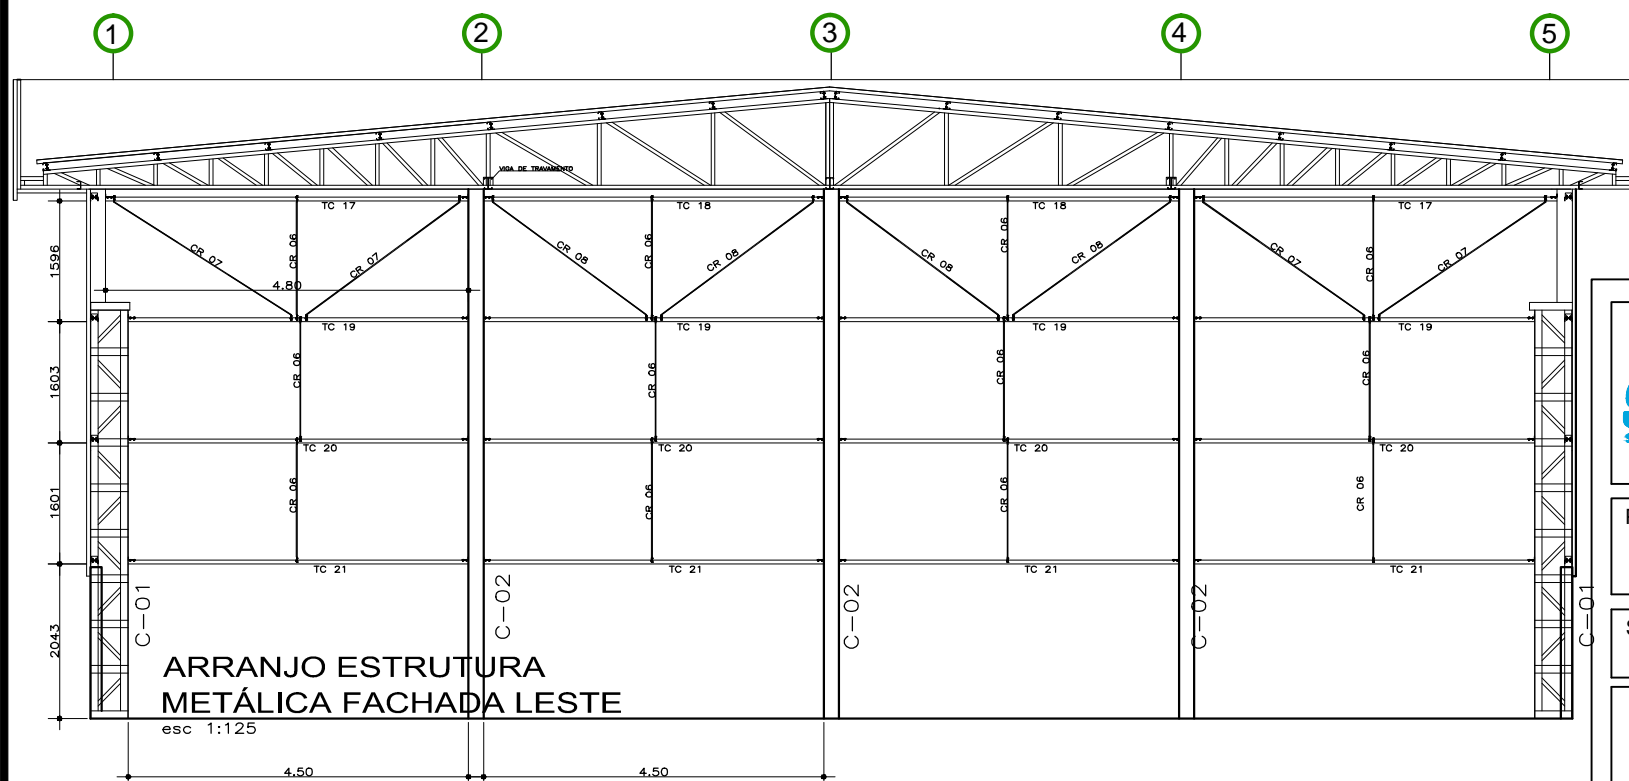 1 2 3 4 5
VIGA DE TRAVAMENTO
TC 17 TC 18 TC 18 TC 17
1596
CR 07 CR 06 CR 07 CR 08 CR 06 CR 08 CR 08 CR 06 CR 08 CR 07 CR 06 CR 07
4.80
TC 19 TC 19 TC 19 TC 19
1603
CR 06 CR 06 CR 06 CR 06
TC 20 TC 20 TC 20 TC 20
1601
CR 06 CR 06 CR 06 CR 06
TC 21 TC 21 TC 21 TC 21
2043
C-01 C-02 C-02 C-02 C-01
ARRANJO ESTRUTURA
METÁLICA FACHADA LESTE
esc 1:125
4.50 4.50